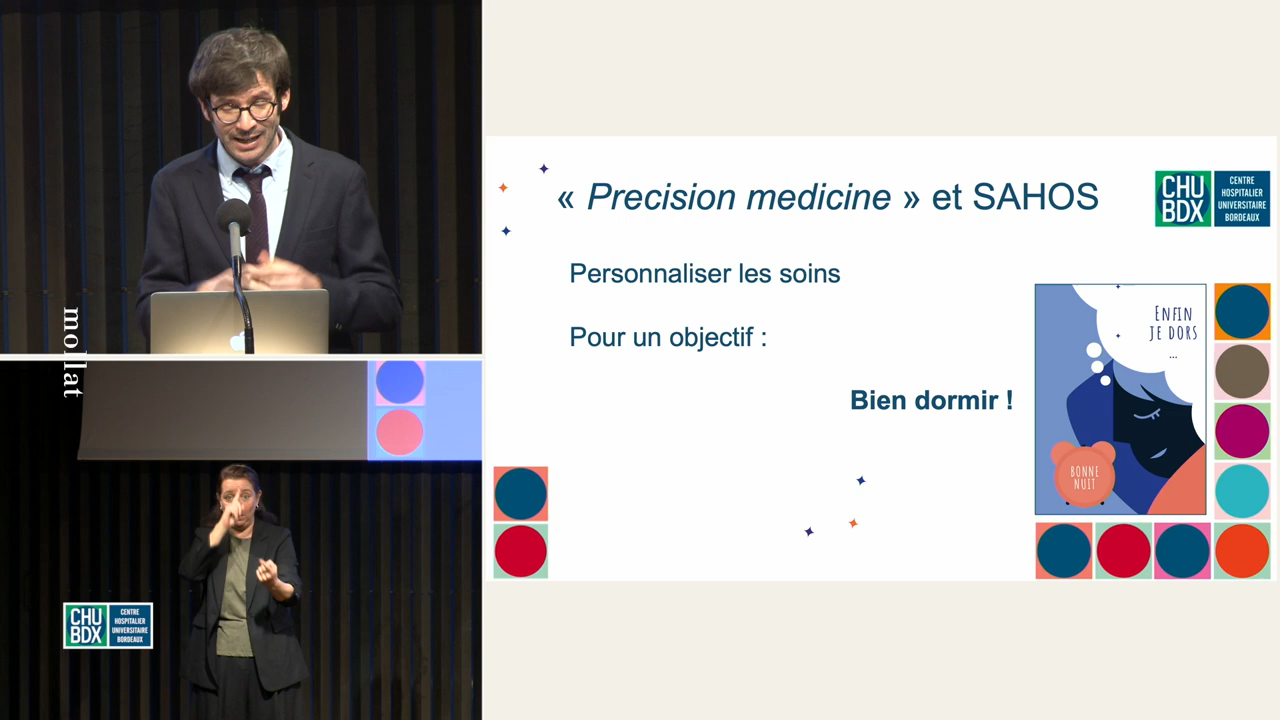 mollat
CHU
BDX
CENTRE
HOSPITALIER
UNIVERSITAIRE
BORDEAUX
« Precision medicine » et SAHOS
CHU
BDX
CENTRE
HOSPITALIER
UNIVERSITAIRE
BORDEAUX
Personnaliser les soins
Pour un objectif :
Bien dormir !
ENFIN
JE DORS
...
BONNE
NUIT